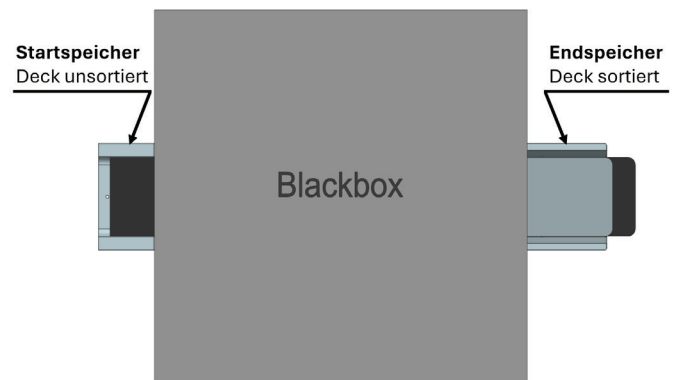 Startspeicher
Deck unsortiert
Endspeicher
Deck sortiert
Blackbox